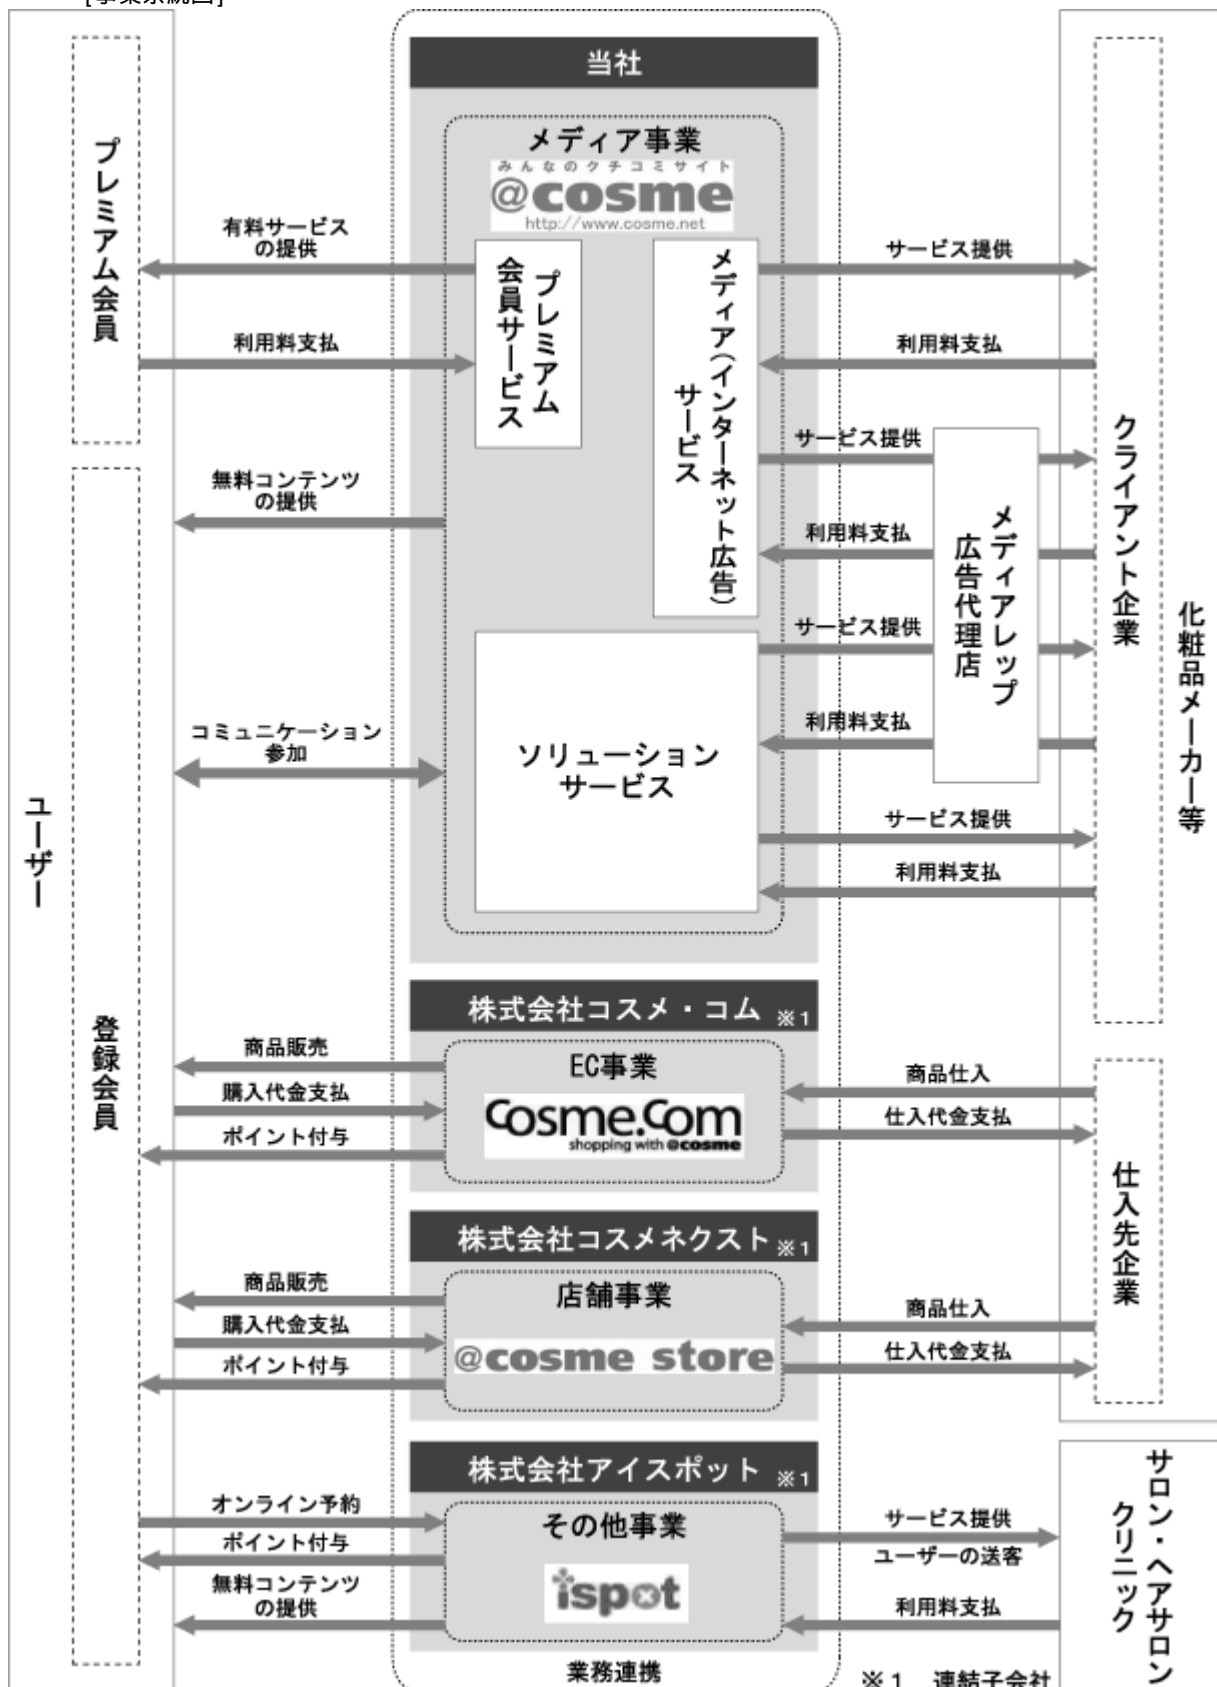 [事業系統図]
当社
メディア事業
みんなのクチコミサイト
@cosme
http://www.cosme.net
プレミアム会員
有料サービス
の提供
利用料支払
プレミアム
会員サービス
メディア(インターネット広告)
サービス
サービス提供
利用料支払
サービス提供
利用料支払
サービス提供
利用料支払
サービス提供
利用料支払
メディアレップ
広告代理店
クライアント企業
化粧品メーカー等
無料コンテンツ
の提供
コミュニケーション
参加
ソリューション
サービス
ユーザー
登録会員
株式会社コスメ・コム ※1
EC事業
Cosme.Com
shopping with @cosme
商品販売
購入代金支払
ポイント付与
商品仕入
仕入代金支払
仕入先企業
株式会社コスメネクスト ※1
店舗事業
@cosme store
商品販売
購入代金支払
ポイント付与
商品仕入
仕入代金支払
株式会社アイスポット ※1
その他事業
ispot
オンライン予約
ポイント付与
無料コンテンツ
の提供
サービス提供
ユーザーの送客
利用料支払
サロン・ヘアサロン
クリニック
業務連携
※1 連結子会社